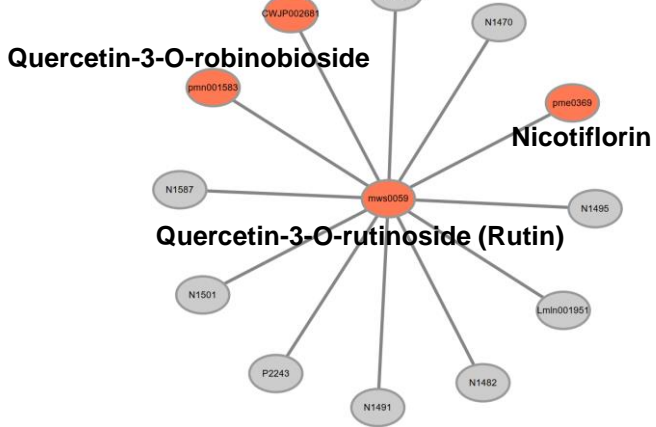 CWJP002681
N1470
Quercetin-3-O-robinobioside
pmn001583
pme0369
Nicotiflorin
N1587
mws0059
N1495
Quercetin-3-O-rutinoside (Rutin)
N1501
Lmln001951
P2243
N1482
N1491